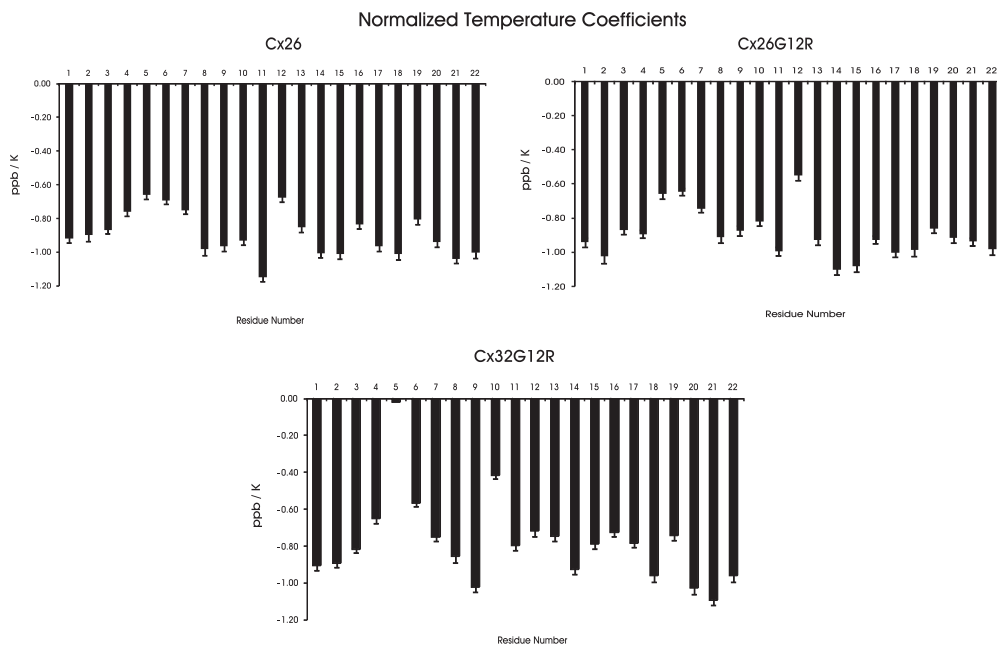 Normalized Temperature Coefficients
Cx26
1 2 3 4 5 6 7 8 9 10 11 12 13 14 15 16 17 18 19 20 21 22
0.00
-0.20
-0.40
-0.60
-0.80
-1.00
-1.20
ppb / K
Residue Number
Cx26G12R
1 2 3 4 5 6 7 8 9 10 11 12 13 14 15 16 17 18 19 20 21 22
0.00
-0.20
-0.40
-0.60
-0.80
-1.00
-1.20
ppb / K
Residue Number
Cx32G12R
1 2 3 4 5 6 7 8 9 10 11 12 13 14 15 16 17 18 19 20 21 22
0.00
-0.20
-0.40
-0.60
-0.80
-1.00
-1.20
ppb / K
Residue Number